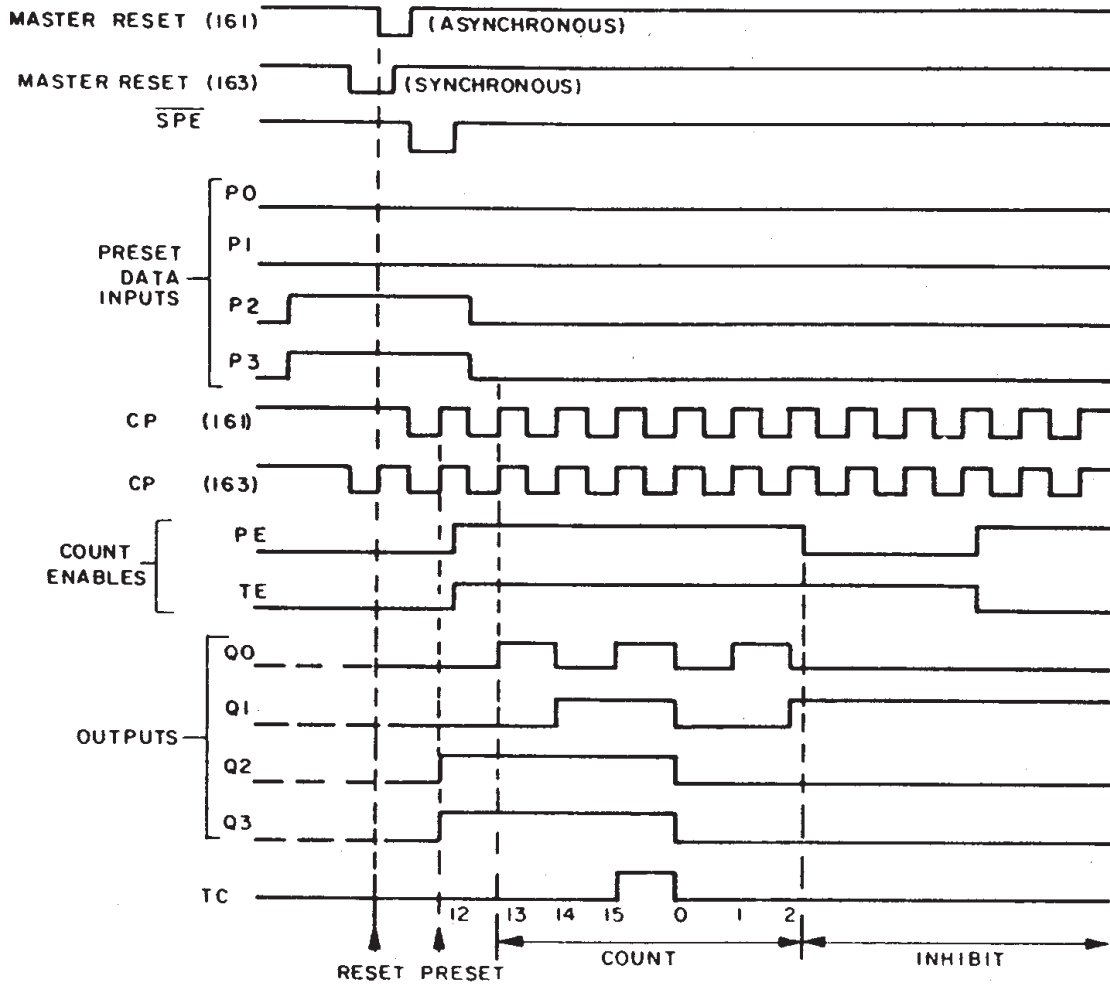 MASTER RESET (161)
(ASYNCHRONOUS)
MASTER RESET (163)
(SYNCHRONOUS)
SPE
PRESET
DATA
INPUTS
P0
P1
P2
P3
CP (161)
CP (163)
COUNT
ENABLES
PE
TE
OUTPUTS
Q0
Q1
Q2
Q3
TC
12 13 14 15 0 1 2
RESET PRESET COUNT INHIBIT